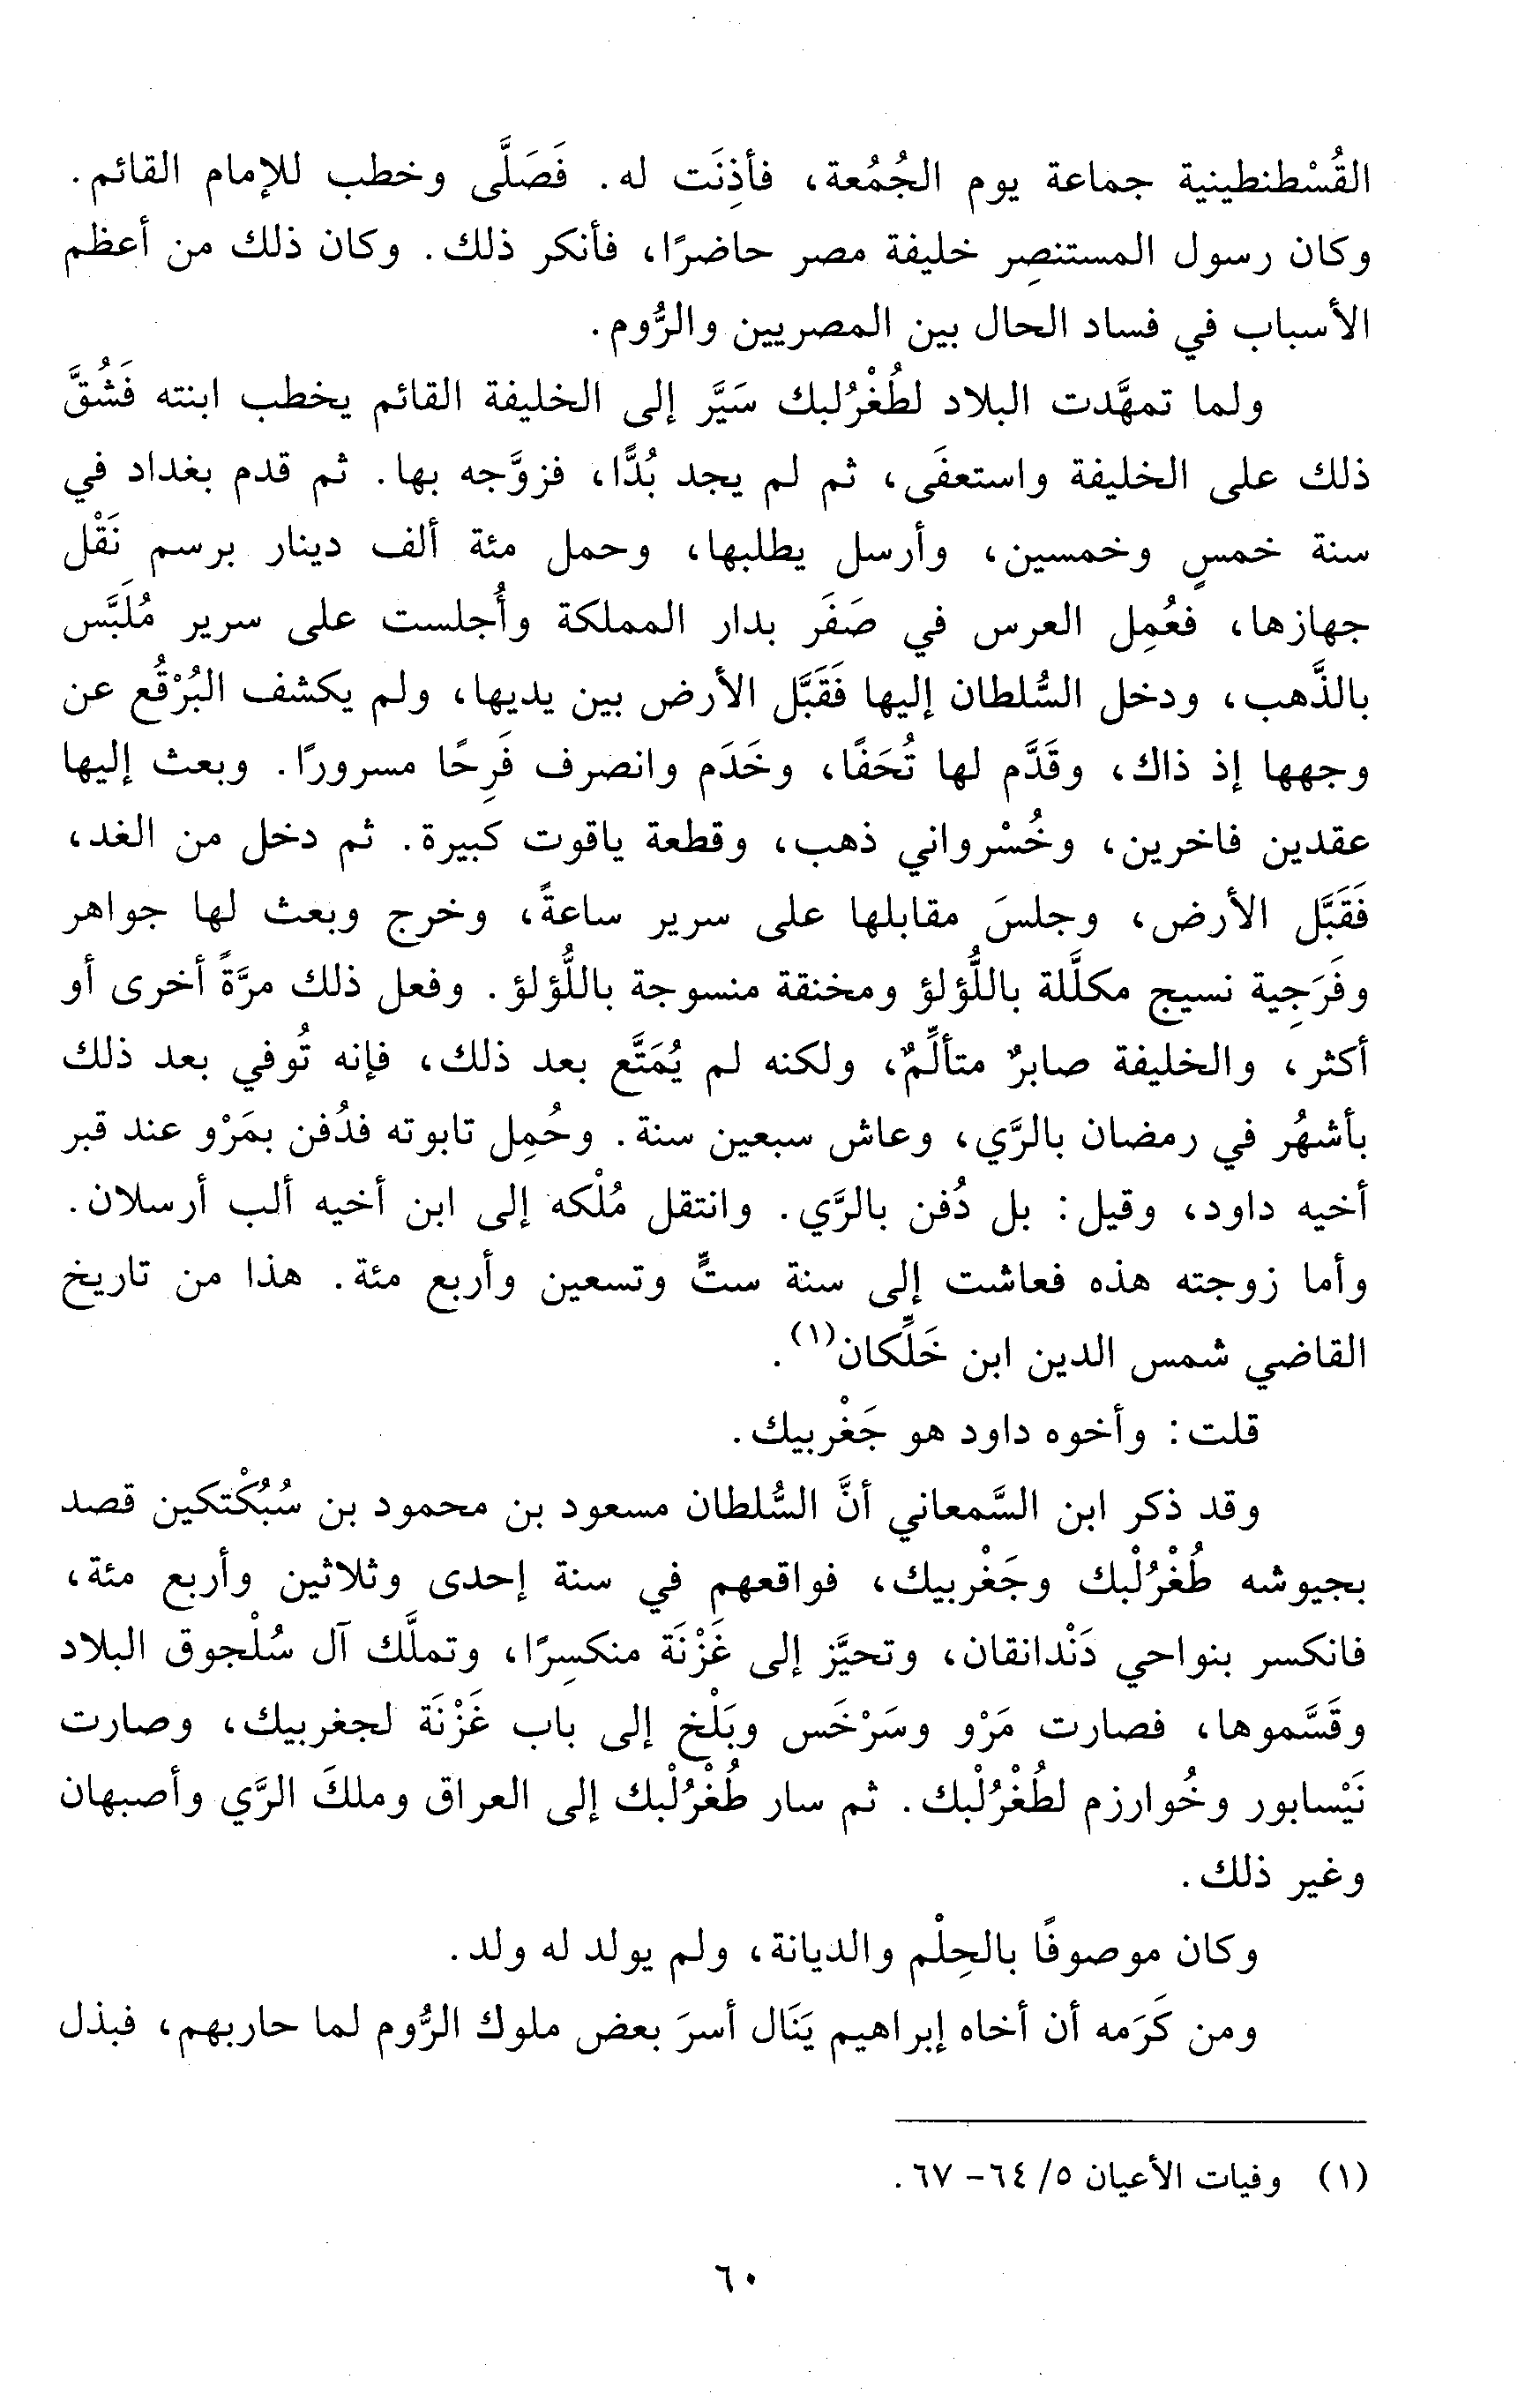 القُسْطنطينية جماعة يوم الجُمُعة، فأذِنَت له. فَصَلَّى وخطب للإمام القائم.
وكان رسول المستنصِر خليفة مصر حاضرًا، فأنكر ذلك. وكان ذلك من أعظم
الأسباب في فساد الحال بين المصريين والرُّوم.
ولما تمهَّدت البلاد لطُغْرُلبك سَيَّر إلى الخليفة القائم يخطب ابنته فَشُقَّ
ذلك على الخليفة واستعفَى، ثم لم يجد بُدًّا، فزوَّجه بها. ثم قدم بغداد في
سنة خمسٍ وخمسين، وأرسل يطلبها، وحمل مئة ألف دينار برسم نَقْل
جهازها، فعُمِل العرس في صَفَر بدار المملكة وأُجلست على سرير مُلَبَّس
بالذَّهب، ودخل السُّلطان إليها فَقَبَّل الأرض بين يديها، ولم يكشف البُرْقُع عن
وجهها إذ ذاك، وقَدَّم لها تُحَفًا، وخَدَم وانصرف فَرِحًا مسرورًا. وبعث إليها
عقدين فاخرين، وخُسْرواني ذهب، وقطعة ياقوت كبيرة. ثم دخل من الغد،
فَقَبَّل الأرض، وجلسَ مقابلها على سرير ساعةً، وخرج وبعث لها جواهر
وفَرَجِية نسيج مكلَّلة باللُّؤلؤ ومخنقة منسوجة باللُّؤلؤ. وفعل ذلك مرَّةً أخرى أو
أكثر، والخليفة صابرٌ متألِّمٌ، ولكنه لم يُمَتَّع بعد ذلك، فإنه تُوفي بعد ذلك
بأشهُر في رمضان بالرَّي، وعاش سبعين سنة. وحُمِل تابوته فدُفن بمَرْو عند قبر
أخيه داود، وقيل: بل دُفن بالرَّي. وانتقل مُلْكه إلى ابن أخيه ألب أرسلان.
وأما زوجته هذه فعاشت إلى سنة ستٍّ وتسعين وأربع مئة. هذا من تاريخ
القاضي شمس الدين ابن خَلِّكان(١).
قلت: وأخوه داود هو جَغْربيك.
وقد ذكر ابن السَّمعاني أنَّ السُّلطان مسعود بن محمود بن سُبُكْتكين قصد
بجيوشه طُغْرُلْبك وجَغْربيك، فواقعهم في سنة إحدى وثلاثين وأربع مئة،
فانكسر بنواحي دَنْدانقان، وتحيَّز إلى غَزْنَة منكسِرًا، وتملَّك آل سُلْجوق البلاد
وقَسَّموها، فصارت مَرْو وسَرْخَس وبَلْخ إلى باب غَزْنَة لجغربيك، وصارت
نَيْسابور وخُوارزم لطُغْرُلْبك. ثم سار طُغْرُلْبك إلى العراق وملكَ الرَّي وأصبهان
وغير ذلك.
وكان موصوفًا بالحِلْم والديانة، ولم يولد له ولد.
ومن كَرَمه أن أخاه إبراهيم يَنَال أسرَ بعض ملوك الرُّوم لما حاربهم، فبذل
(١) وفيات الأعيان ٥/ ٦٤- ٦٧.
٦٠